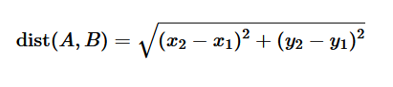 dist(A, B) = √((x₂ − x₁)² + (y₂ − y₁)²)